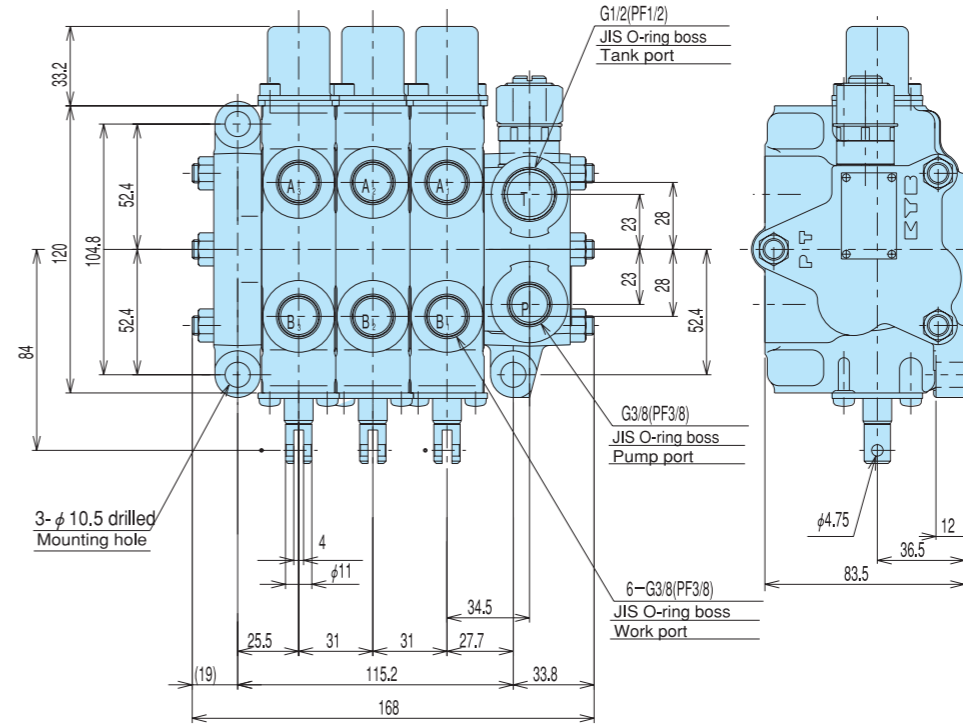 G1/2(PF1/2)
JIS O-ring boss
Tank port
33.2
120
104.8
52.4
52.4
84
A3
A2
A1
T
B3
B2
B1
P
23
28
23
28
52.4
PT
KYB
G3/8(PF3/8)
JIS O-ring boss
Pump port
3-φ10.5 drilled
Mounting hole
4
φ11
φ4.75
12
36.5
83.5
6-G3/8(PF3/8)
JIS O-ring boss
Work port
34.5
25.5
31
31
27.7
(19)
115.2
33.8
168